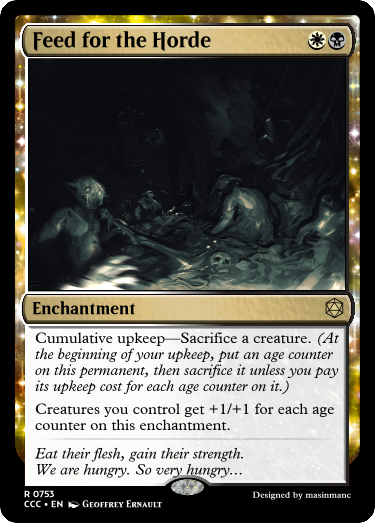 Feed for the Horde
Enchantment
Cumulative upkeep—Sacrifice a creature. (At
the beginning of your upkeep, put an age counter
on this permanent, then sacrifice it unless you pay
its upkeep cost for each age counter on it.)
Creatures you control get +1/+1 for each age
counter on this enchantment.
Eat their flesh, gain their strength.
We are hungry. So very hungry…
R 0753
CCC • EN Geoffrey Ernault
Designed by masinmanc